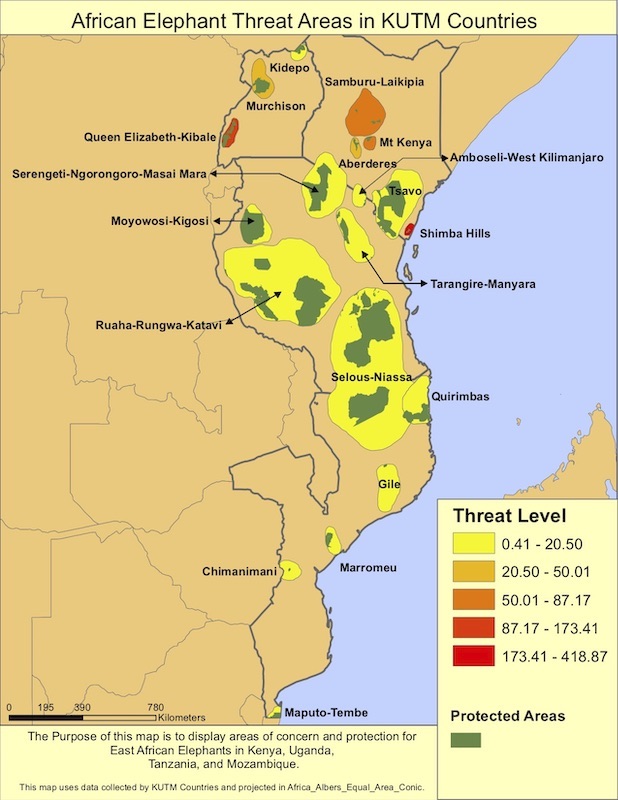 African Elephant Threat Areas in KUTM Countries
Kidepo
Samburu-Laikipia
Murchison
Queen Elizabeth-Kibale
Mt Kenya
Amboseli-West Kilimanjaro
Aberderes
Serengeti-Ngorongoro-Masai Mara
Tsavo
Moyowosi-Kigosi
Shimba Hills
Tarangire-Manyara
Ruaha-Rungwa-Katavi
Selous-Niassa
Quirimbas
Gile
Marromeu
Chimanimani
Maputo-Tembe
Threat Level
0.41 - 20.50
20.50 - 50.01
50.01 - 87.17
87.17 - 173.41
173.41 - 418.87
Protected Areas
0 195 390 780
Kilometers
The Purpose of this map is to display areas of concern and protection for
East African Elephants in Kenya, Uganda,
Tanzania, and Mozambique.
This map uses data collected by KUTM Countries and projected in Africa_Albers_Equal_Area_Conic.